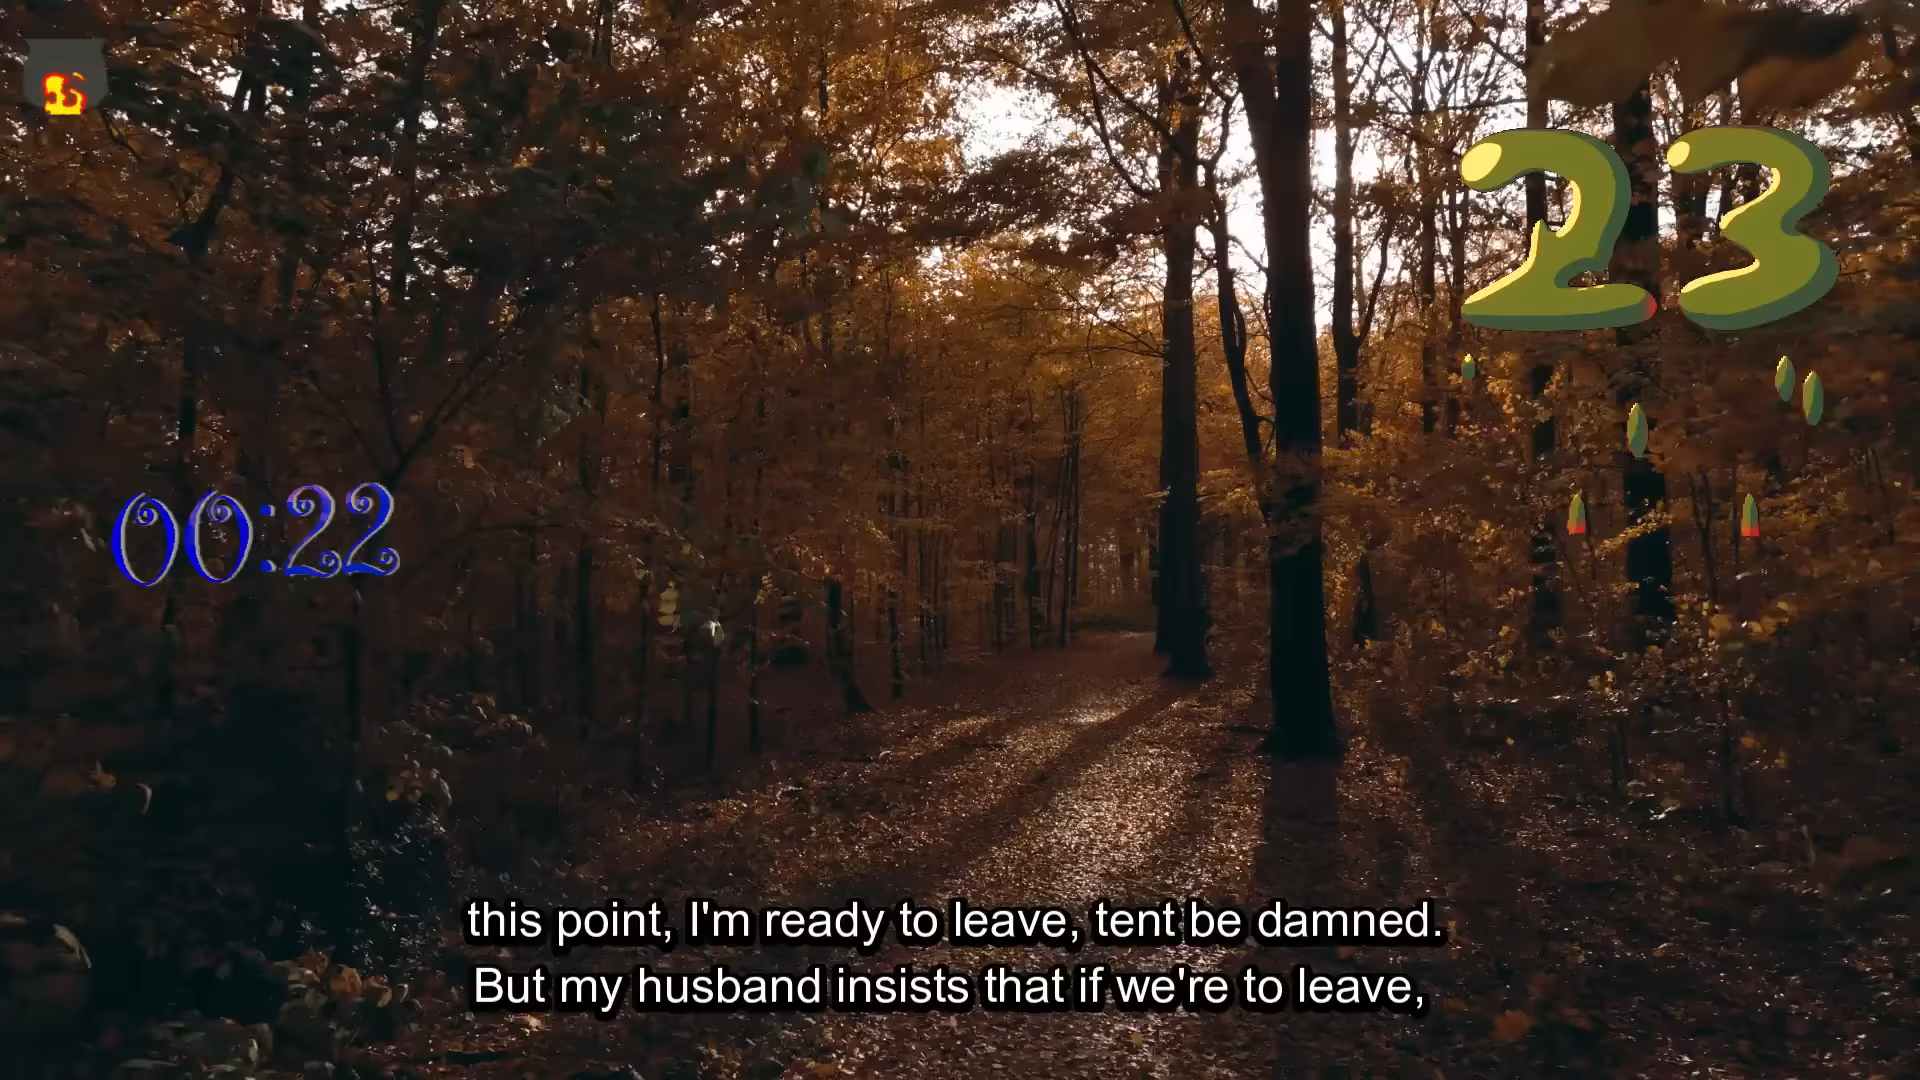 23
00:22
this point, I'm ready to leave, tent be damned.
But my husband insists that if we're to leave,